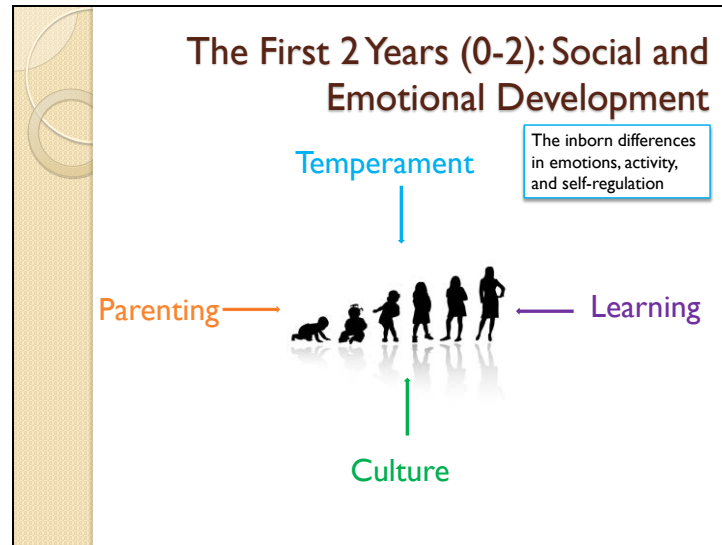 The First 2 Years (0-2): Social and
Emotional Development
The inborn differences
in emotions, activity,
and self-regulation
Temperament
Parenting
Learning
Culture